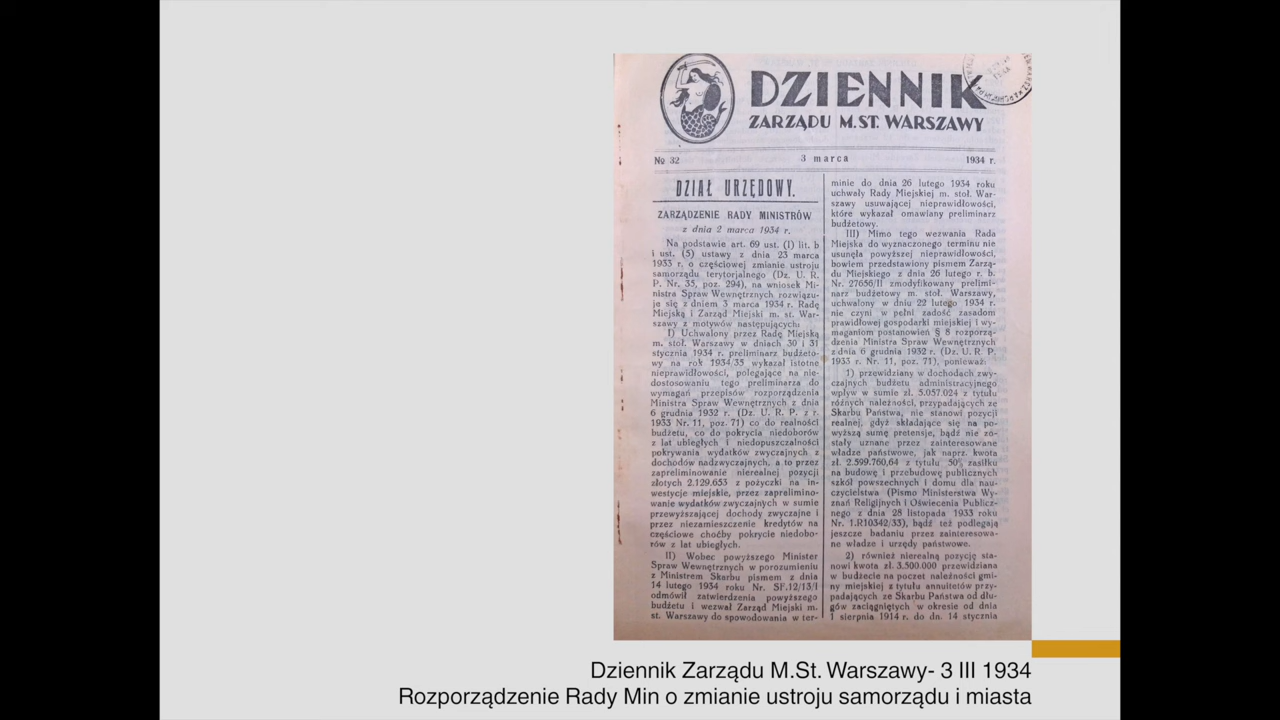 DZIENNIK
ZARZĄDU M.ST. WARSZAWY
№ 32 3 marca 1934 r.
DZIAŁ URZĘDOWY.
ZARZĄDZENIE RADY MINISTRÓW
z dnia 2 marca 1934 r.
Na podstawie art. 69 ust. (1) lit. b
i ust. (5) ustawy z dnia 23 marca
1933 r. o częściowej zmianie ustroju
samorządu terytorjalnego (Dz. U. R.
P. Nr. 35, poz. 294), na wniosek Mi-
nistra Spraw Wewnętrznych rozwiązu-
je się z dniem 3 marca 1934 r. Radę
Miejską i Zarząd Miejski m. st. War-
szawy z motywów następujących:
I) Uchwalony przez Radę Miejską
m. stoł. Warszawy w dniach 30 i 31
stycznia 1934 r. preliminarz budżeto-
wy na rok 1934/35 wykazał istotne
nieprawidłowości, polegające na nie-
dostosowaniu tego preliminarza do
wymagań przepisów rozporządzenia
Ministra Spraw Wewnętrznych z dnia
6 grudnia 1932 r. (Dz. U. R. P. z r.
1933 Nr. 11, poz. 71) co do realności
budżetu, co do pokrycia niedoborów
z lat ubiegłych i niedopuszczalności
pokrywania wydatków zwyczajnych z
dochodów nadzwyczajnych, a to przez
zapreliminowanie nierealnej pozycji
złotych 2.129.653 z pożyczki na in-
westycje miejskie, przez zaprelimino-
wanie wydatków zwyczajnych w sumie
przewyższającej dochody zwyczajne i
przez niezamieszczenie kredytów na
częściowe choćby pokrycie niedobo-
rów z lat ubiegłych.
II) Wobec powyższego Minister
Spraw Wewnętrznych w porozumieniu
z Ministrem Skarbu pismem z dnia
14 lutego 1934 roku Nr. SF.12/13/1
odmówił zatwierdzenia powyższego
budżetu i wezwał Zarząd Miejski m.
st. Warszawy do spowodowania w ter-
minie do dnia 26 lutego 1934 roku
uchwały Rady Miejskiej m. stoł. War-
szawy usuwającej nieprawidłowości,
które wykazał omawiany preliminarz
budżetowy.
III) Mimo tego wezwania Rada
Miejska do wyznaczonego terminu nie
usunęła powyższej nieprawidłowości,
bowiem przedstawiony pismem Zarzą-
du Miejskiego z dnia 26 lutego r. b.
Nr. 27656/II zmodyfikowany prelimi-
narz budżetowy m. stoł. Warszawy,
uchwalony w dniu 22 lutego 1934 r.
nie czyni w pełni zadość zasadom
prawidłowej gospodarki miejskiej i wy-
maganiom postanowień § 8 rozporzą-
dzenia Ministra Spraw Wewnętrznych
z dnia 6 grudnia 1932 r. (Dz. U. R. P.
1933 r. Nr. 11, poz. 71), ponieważ:
1) przewidziany w dochodach zwy-
czajnych budżetu administracyjnego
wpływ w sumie zł. 5.057.024 z tytułu
różnych należności, przypadających ze
Skarbu Państwa, nie stanowi pozycji
realnej, gdyż składające się na po-
wyższą sumę pretensje, bądź nie zo-
stały uznane przez zainteresowane
władze państwowe, jak naprz. kwota
zł. 2.599.760,64 z tytułu 50% zasiłku
na budowę i przebudowę publicznych
szkół powszechnych i domu dla nau-
czycielstwa (Pismo Ministerstwa Wy-
znań Religijnych i Oświecenia Publicz-
nego z dnia 28 listopada 1933 roku
Nr. 1.R10342/33), bądź też podlegają
jeszcze badaniu przez zainteresowa-
ne władze i urzędy państwowe.
2) również nierealną pozycję sta-
nowi kwota zł. 3.500.000 przewidziana
w budżecie na poczet należności gmi-
ny miejskiej z tytułu annuitetów przy-
padających ze Skarbu Państwa od dłu-
gów zaciągniętych w okresie od dnia
1 sierpnia 1914 r. do dn. 14 stycznia
Dziennik Zarządu M.St. Warszawy- 3 III 1934
Rozporządzenie Rady Min o zmianie ustroju samorządu i miasta